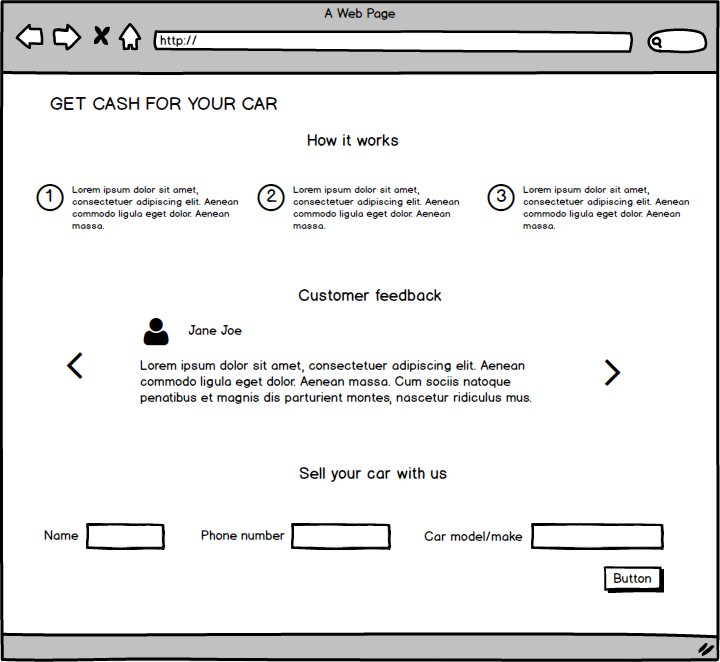 A Web Page
http://
GET CASH FOR YOUR CAR
How it works
1
Lorem ipsum dolor sit amet,
consectetuer adipiscing elit. Aenean
commodo ligula eget dolor. Aenean
massa.
2
Lorem ipsum dolor sit amet,
consectetuer adipiscing elit. Aenean
commodo ligula eget dolor. Aenean
massa.
3
Lorem ipsum dolor sit amet,
consectetuer adipiscing elit. Aenean
commodo ligula eget dolor. Aenean
massa.
Customer feedback
Jane Joe
Lorem ipsum dolor sit amet, consectetuer adipiscing elit. Aenean
commodo ligula eget dolor. Aenean massa. Cum sociis natoque
penatibus et magnis dis parturient montes, nascetur ridiculus mus.
Sell your car with us
Name
Phone number
Car model/make
Button